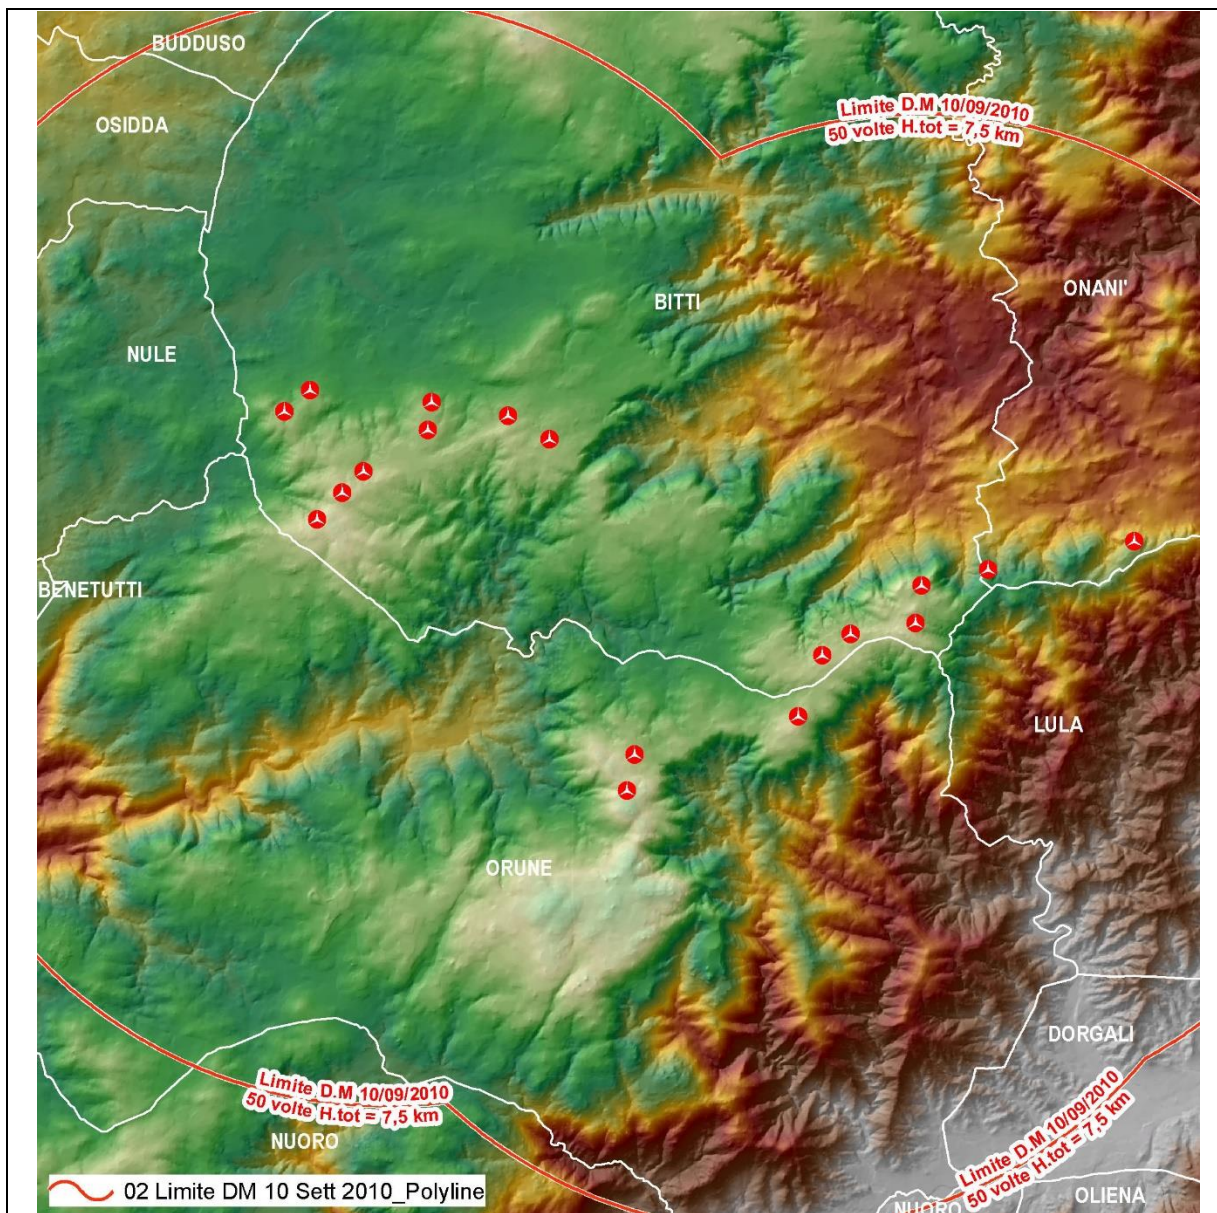 BUDDUSO
OSIDDA
Limite D.M 10/09/2010
50 volte H.tot = 7,5 km
BITTI
ONANI'
NULE
BENETUTTI
LULA
ORUNE
DORGALI
Limite D.M 10/09/2010
50 volte H.tot = 7,5 km
NUORO
Limite D.M 10/09/2010
50 volte H.tot = 7,5 km
02 Limite DM 10 Sett 2010_Polyline
NUORO
OLIENA